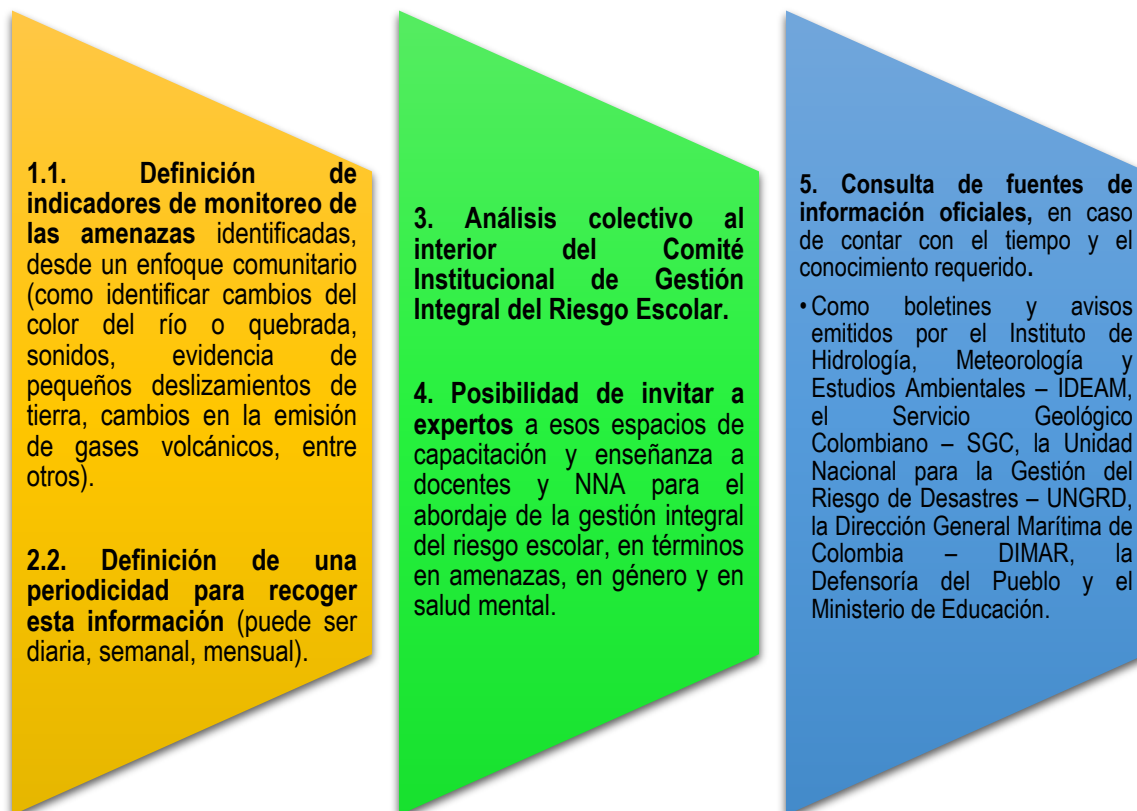 1.1. Definición de
indicadores de monitoreo de
las amenazas identificadas,
desde un enfoque comunitario
(como identificar cambios del
color del río o quebrada,
sonidos, evidencia de
pequeños deslizamientos de
tierra, cambios en la emisión
de gases volcánicos, entre
otros).
2.2. Definición de una
periodicidad para recoger
esta información (puede ser
diaria, semanal, mensual).
3. Análisis colectivo al
interior del Comité
Institucional de Gestión
Integral del Riesgo Escolar.
4. Posibilidad de invitar a
expertos a esos espacios de
capacitación y enseñanza a
docentes y NNA para el
abordaje de la gestión integral
del riesgo escolar, en términos
en amenazas, en género y en
salud mental.
5. Consulta de fuentes de
información oficiales, en caso
de contar con el tiempo y el
conocimiento requerido.
• Como boletines y avisos
emitidos por el Instituto de
Hidrología, Meteorología y
Estudios Ambientales – IDEAM,
el Servicio Geológico
Colombiano – SGC, la Unidad
Nacional para la Gestión del
Riesgo de Desastres – UNGRD,
la Dirección General Marítima de
Colombia – DIMAR, la
Defensoría del Pueblo y el
Ministerio de Educación.